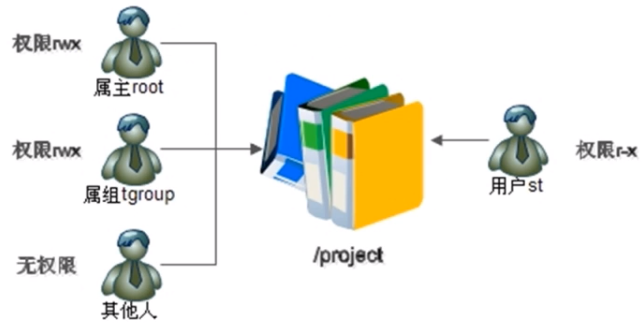 权限rwx
属主root
权限rwx
属组tgroup
无权限
其他人
/project
用户st
权限r-x